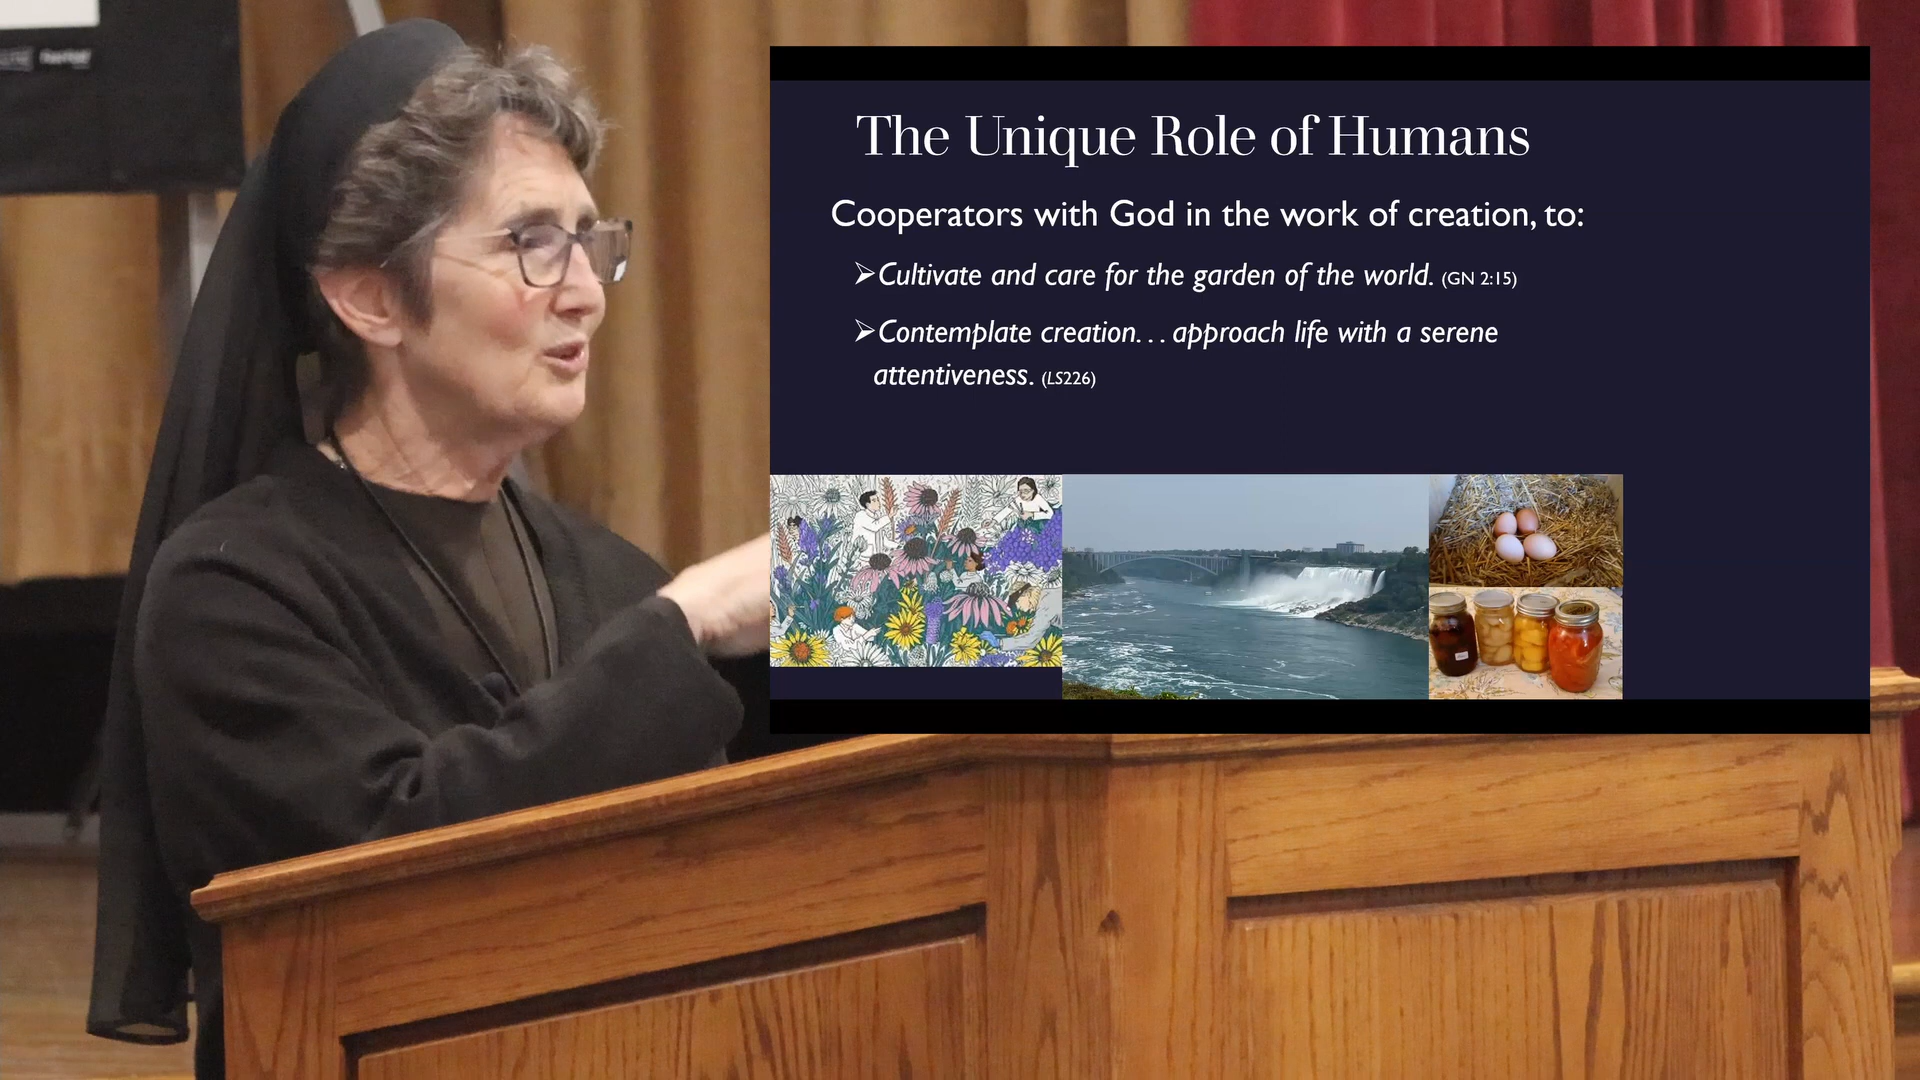 The Unique Role of Humans
Cooperators with God in the work of creation, to:
➢Cultivate and care for the garden of the world. (GN 2:15)
➢Contemplate creation. . . approach life with a serene
attentiveness. (LS226)